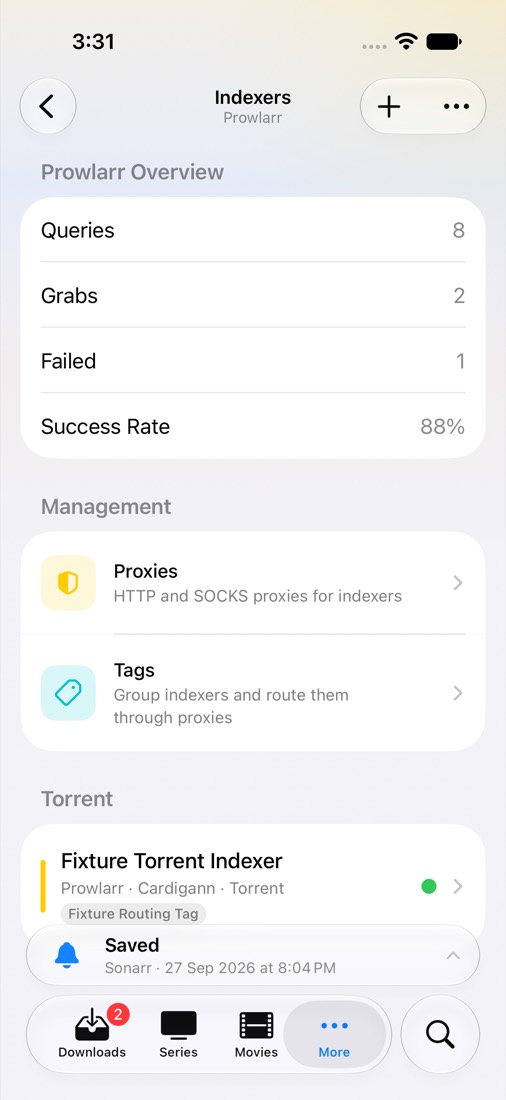 3:31
Indexers
Prowlarr
Prowlarr Overview
Queries 8
Grabs 2
Failed 1
Success Rate 88%
Management
Proxies
HTTP and SOCKS proxies for indexers
Tags
Group indexers and route them
through proxies
Torrent
Fixture Torrent Indexer
Prowlarr · Cardigann · Torrent
Fixture Routing Tag
Saved
Sonarr · 27 Sep 2026 at 8:04 PM
2
Downloads Series Movies More